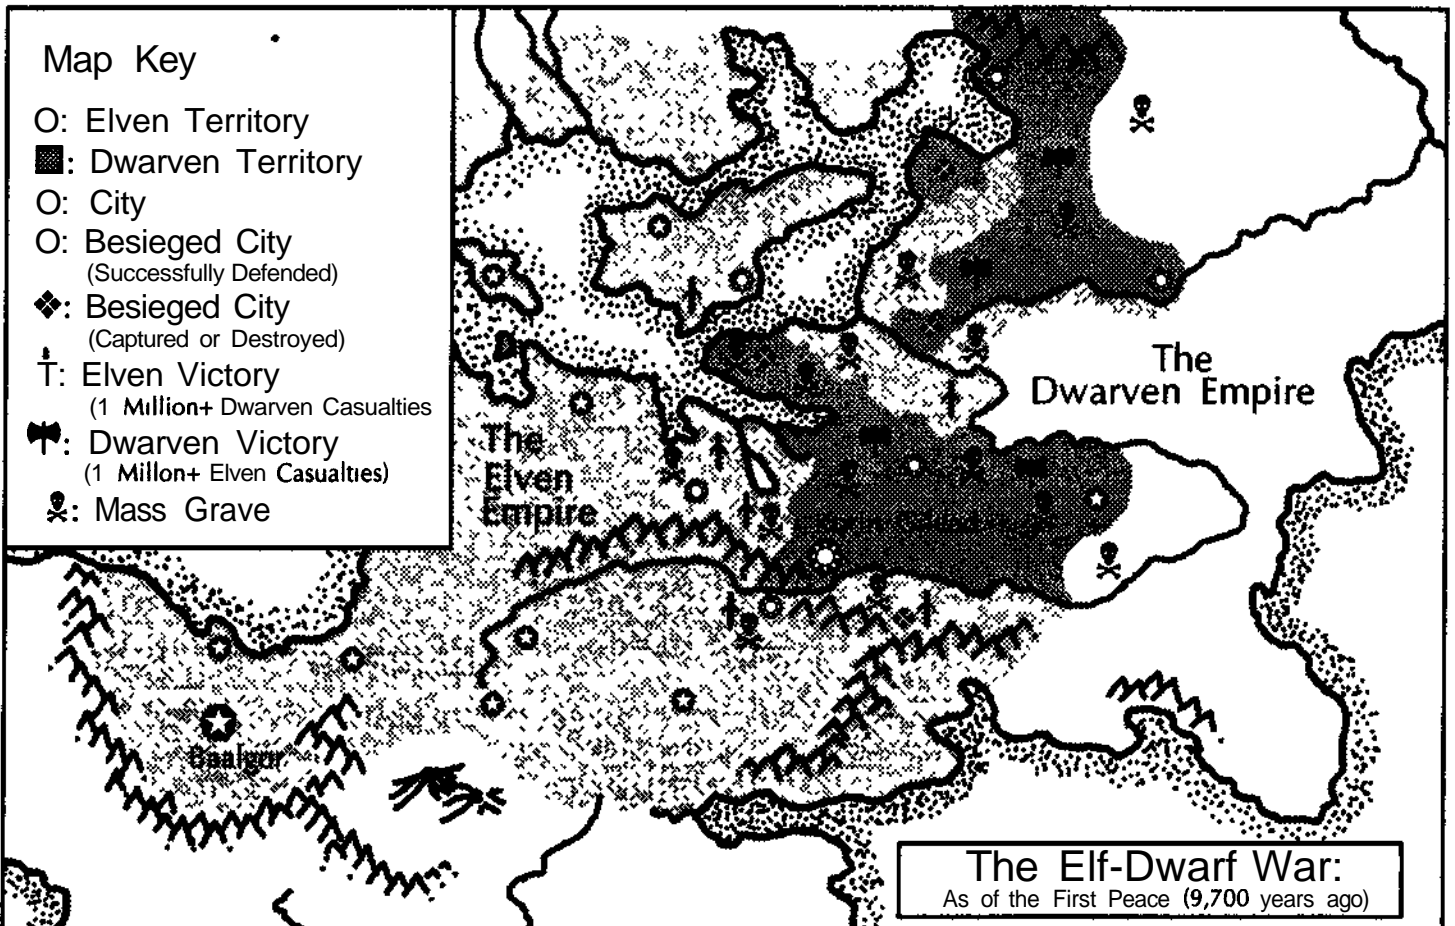 Map Key
O: Elven Territory
■: Dwarven Territory
O: City
O: Besieged City
(Successfully Defended)
❖: Besieged City
(Captured or Destroyed)
T: Elven Victory
(1 Million+ Dwarven Casualties
: Dwarven Victory
(1 Millon+ Elven Casualties)
: Mass Grave
The
Dwarven Empire
The
Elven
Empire
Baalgor
The Elf-Dwarf War:
As of the First Peace (9,700 years ago)